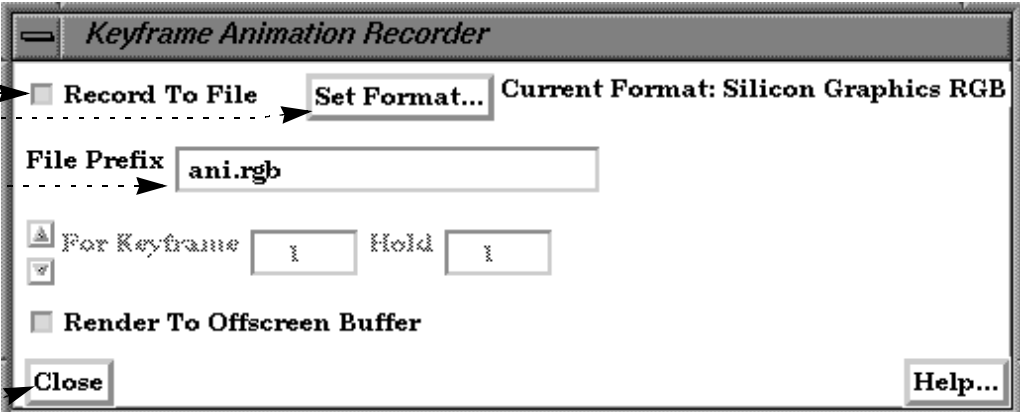 Keyframe Animation Recorder
Record To File Set Format... Current Format: Silicon Graphics RGB
File Prefix ani.rgb
For Keyframe 1 Hold 1
Render To Offscreen Buffer
Close Help...